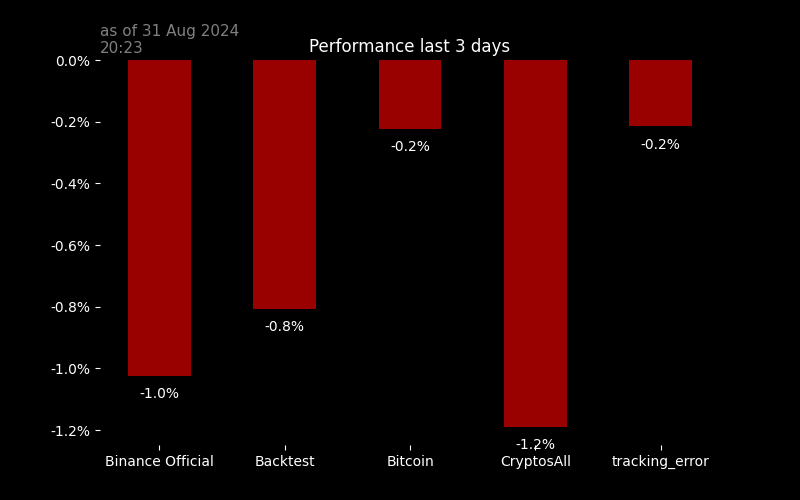 as of 31 Aug 2024
20:23
Performance last 3 days
0.0%
-0.2%
-0.4%
-0.6%
-0.8%
-1.0%
-1.2%
-1.0%
-0.8%
-0.2%
-1.2%
-0.2%
Binance Official
Backtest
Bitcoin
CryptosAll
tracking_error